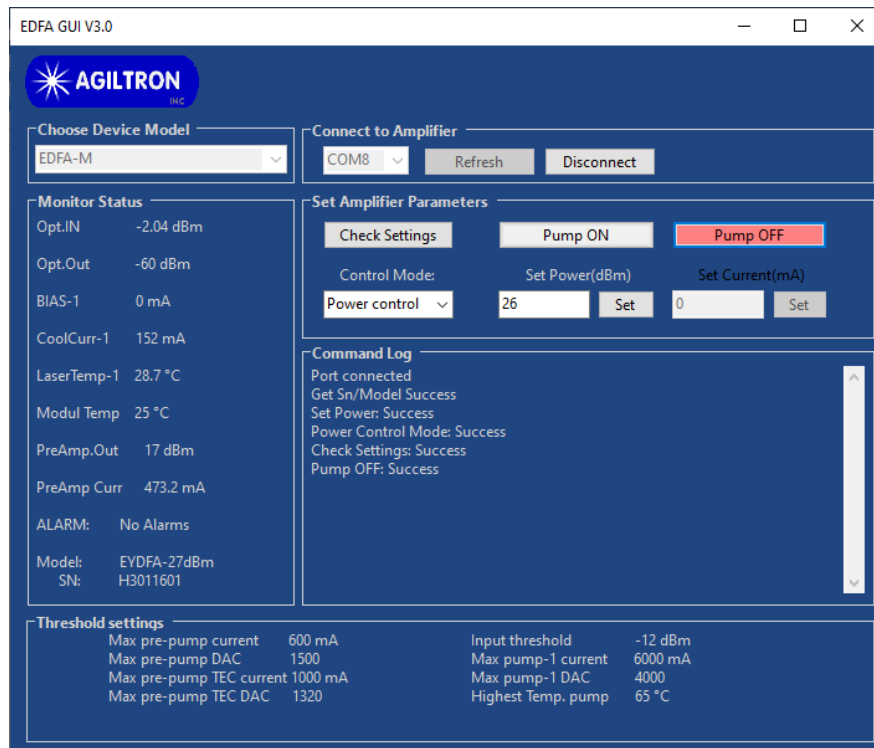 EDFA GUI V3.0
AGILTRON
INC
Choose Device Model
EDFA-M
Connect to Amplifier
COM8 Refresh Disconnect
Monitor Status
Opt.IN -2.04 dBm
Opt.Out -60 dBm
BIAS-1 0 mA
CoolCurr-1 152 mA
LaserTemp-1 28.7 °C
Modul Temp 25 °C
PreAmp.Out 17 dBm
PreAmp Curr 473.2 mA
ALARM: No Alarms
Model: EYDFA-27dBm
SN: H3011601
Set Amplifier Parameters
Check Settings Pump ON Pump OFF
Control Mode: Set Power(dBm) Set Current(mA)
Power control 26 Set 0 Set
Command Log
Port connected
Get Sn/Model Success
Set Power: Success
Power Control Mode: Success
Check Settings: Success
Pump OFF: Success
Threshold settings
Max pre-pump current 600 mA
Max pre-pump DAC 1500
Max pre-pump TEC current 1000 mA
Max pre-pump TEC DAC 1320
Input threshold -12 dBm
Max pump-1 current 6000 mA
Max pump-1 DAC 4000
Highest Temp. pump 65 °C